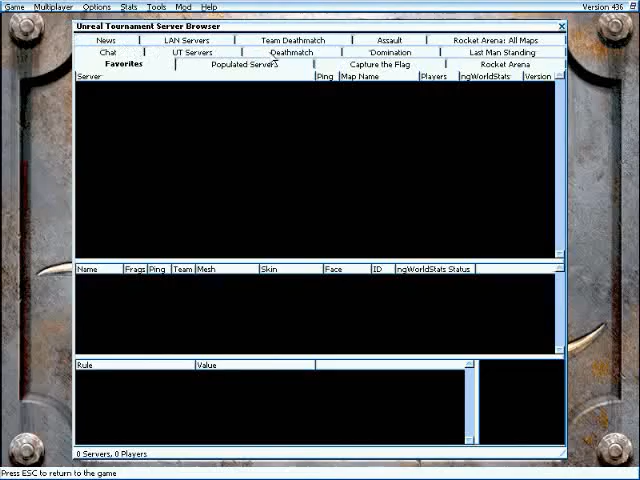 Game Multiplayer Options Stats Tools Mod Help Version 436
Unreal Tournament Server Browser
News LAN Servers Team Deathmatch Assault Rocket Arena: All Maps
Chat UT Servers Deathmatch Domination Last Man Standing
Favorites Populated Servers Capture the Flag Rocket Arena
Server Ping Map Name Players ngWorldStats Version
Name Frags Ping Team Mesh Skin Face ID ngWorldStats Status
Rule Value
0 Servers, 0 Players
Press ESC to return to the game